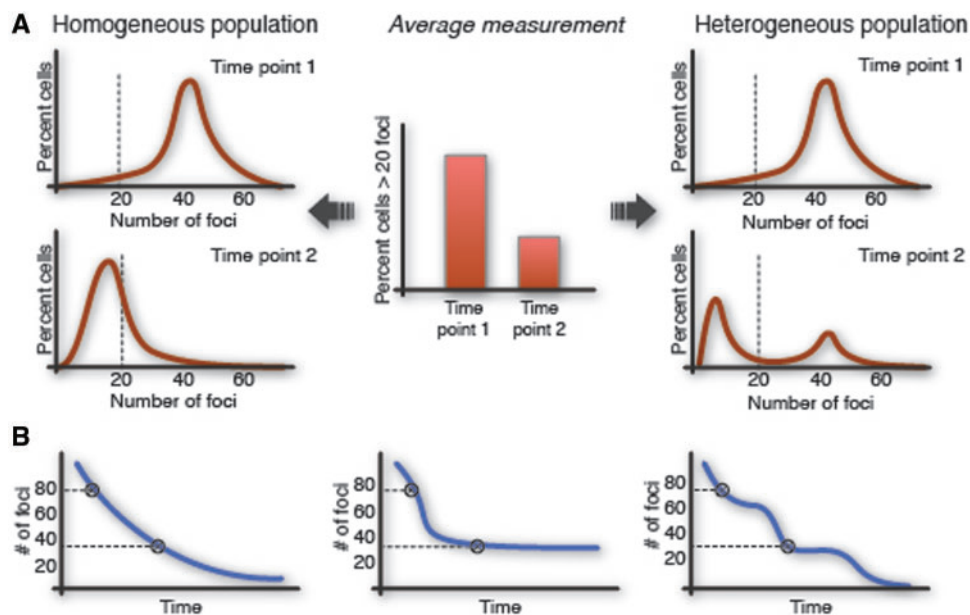 A
Homogeneous population
Average measurement
Heterogeneous population
Percent cells
Time point 1
20 40 60
Number of foci
Percent cells
Time point 2
20 40 60
Number of foci
Percent cells > 20 foci
Time
point 1
Time
point 2
Percent cells
Time point 1
20 40 60
Number of foci
Percent cells
Time point 2
20 40 60
Number of foci
B
# of foci
80
60
40
20
Time
# of foci
80
60
40
20
Time
# of foci
80
60
40
20
Time